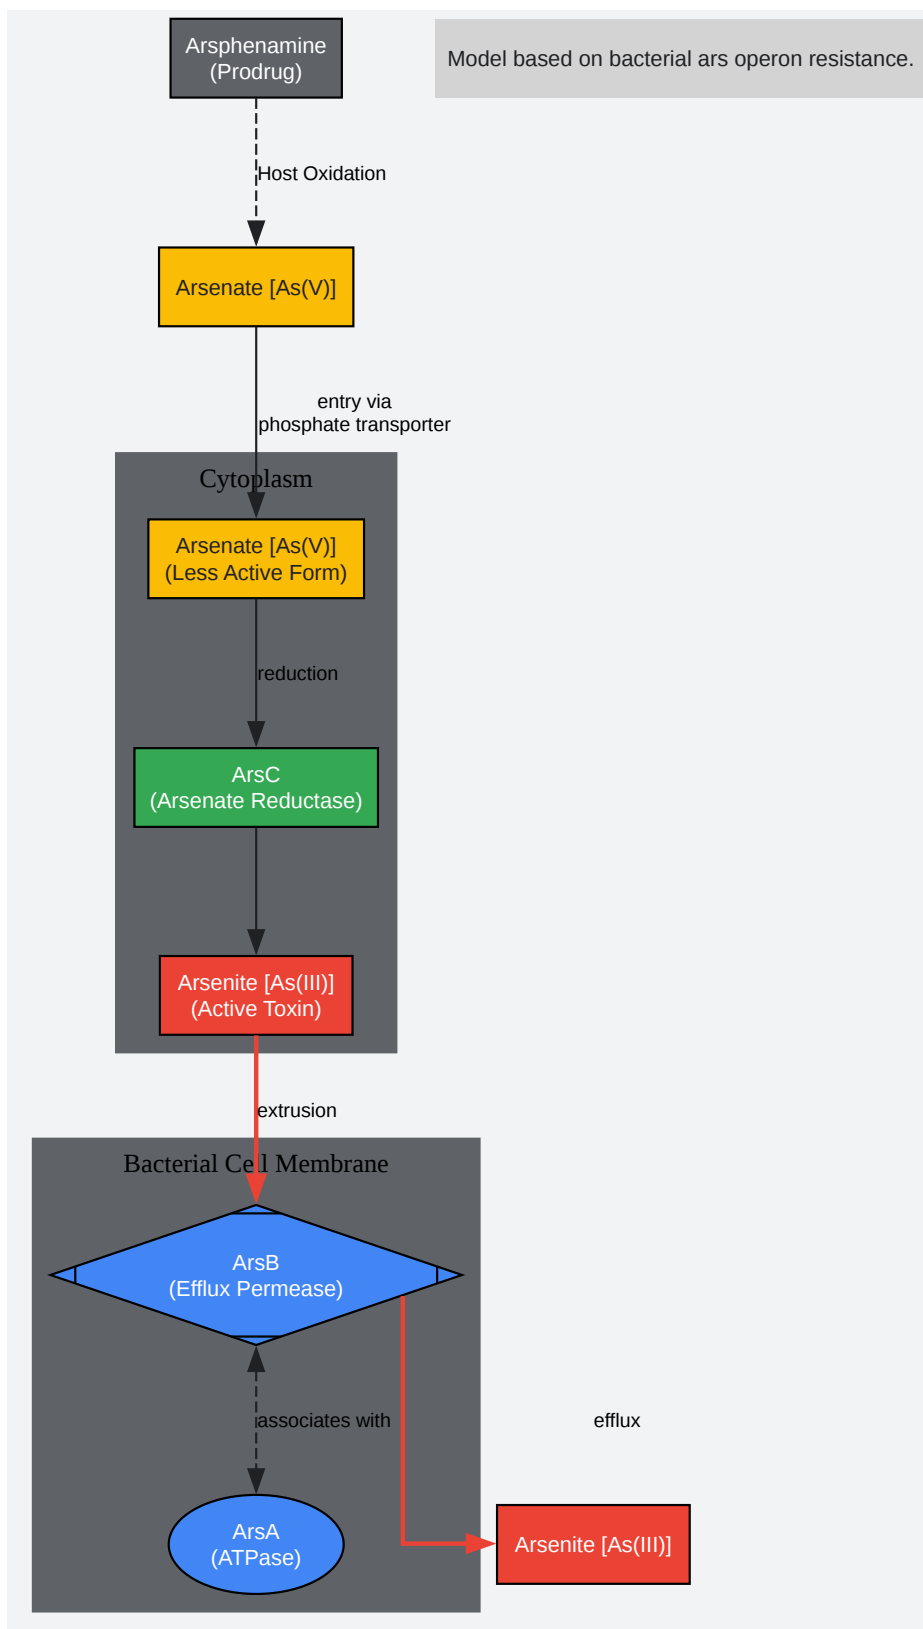 Arsphenamine
(Prodrug)
Model based on bacterial ars operon resistance.
Host Oxidation
Arsenate [As(V)]
entry via
phosphate transporter
Cytoplasm
Arsenate [As(V)]
(Less Active Form)
reduction
ArsC
(Arsenate Reductase)
Arsenite [As(III)]
(Active Toxin)
extrusion
Bacterial Cell Membrane
ArsB
(Efflux Permease)
associates with
efflux
ArsA
(ATPase)
Arsenite [As(III)]